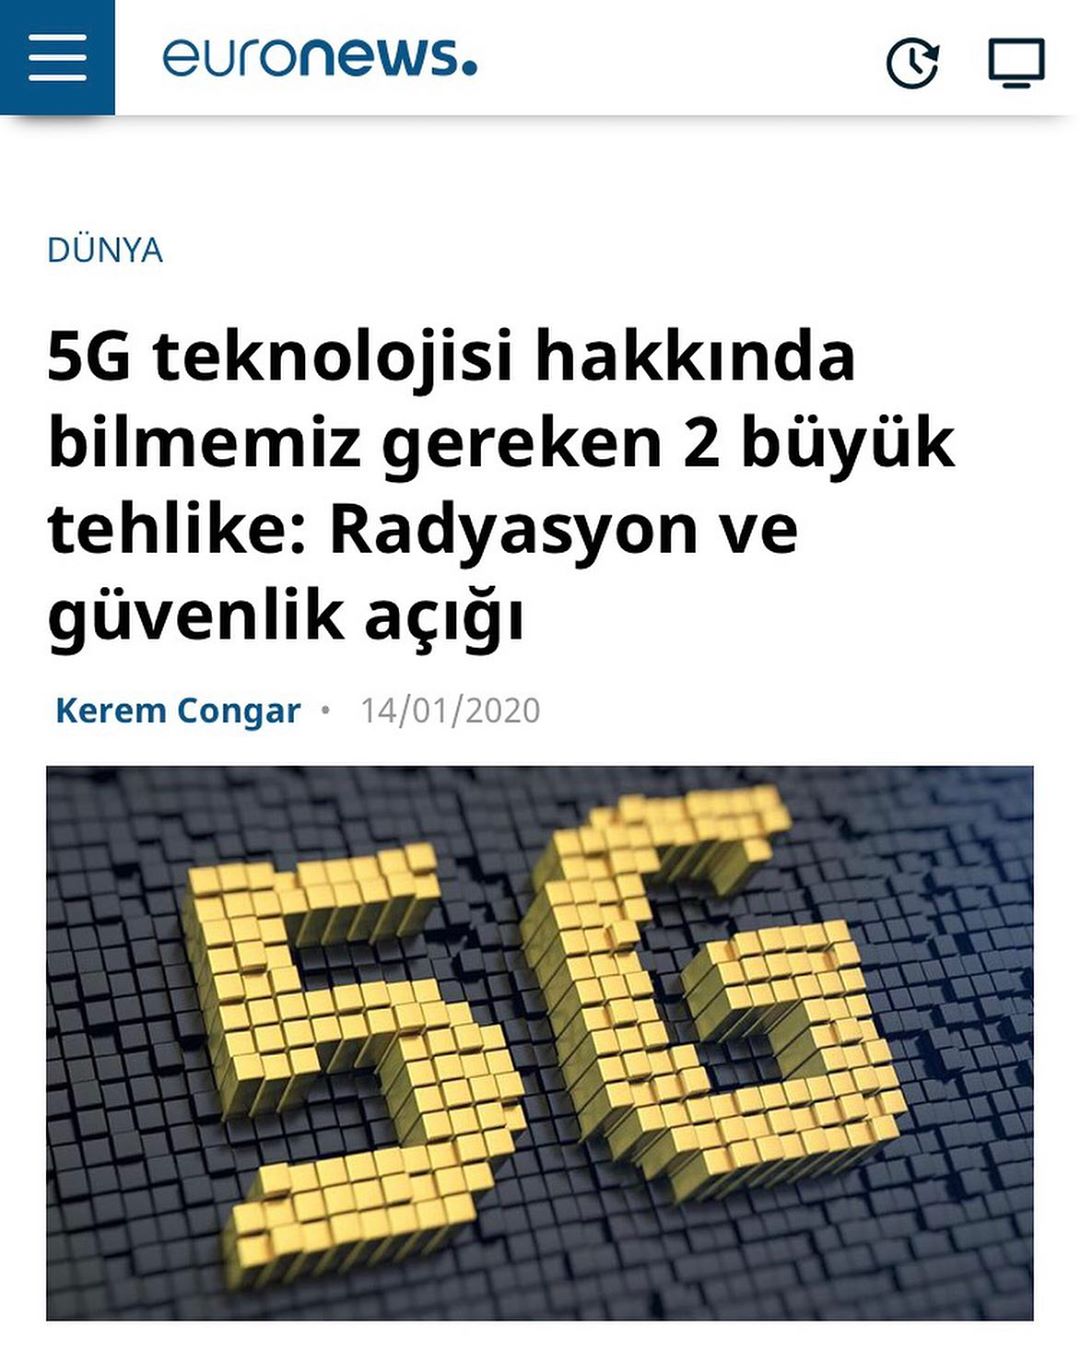 euronews.
DÜNYA
5G teknolojisi hakkında
bilmemiz gereken 2 büyük
tehlike: Radyasyon ve
güvenlik açığı
Kerem Congar • 14/01/2020
5G